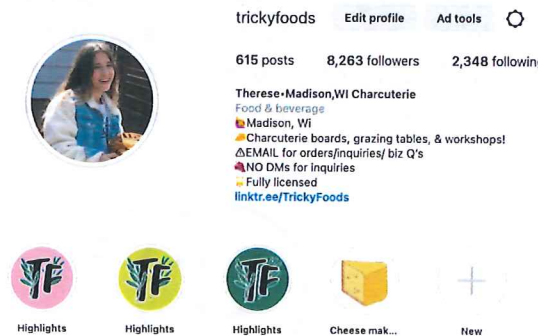 trickyfoods Edit profile Ad tools
615 posts 8,263 followers 2,348 followin
Therese•Madison,WI Charcuterie
Food & beverage
Madison, Wi
Charcuterie boards, grazing tables, & workshops!
⚠EMAIL for orders/inquiries/ biz Q's
NO DMs for inquiries
Fully licensed
linktr.ee/TrickyFoods
TF TF TF
Highlights Highlights Highlights Cheese mak... New